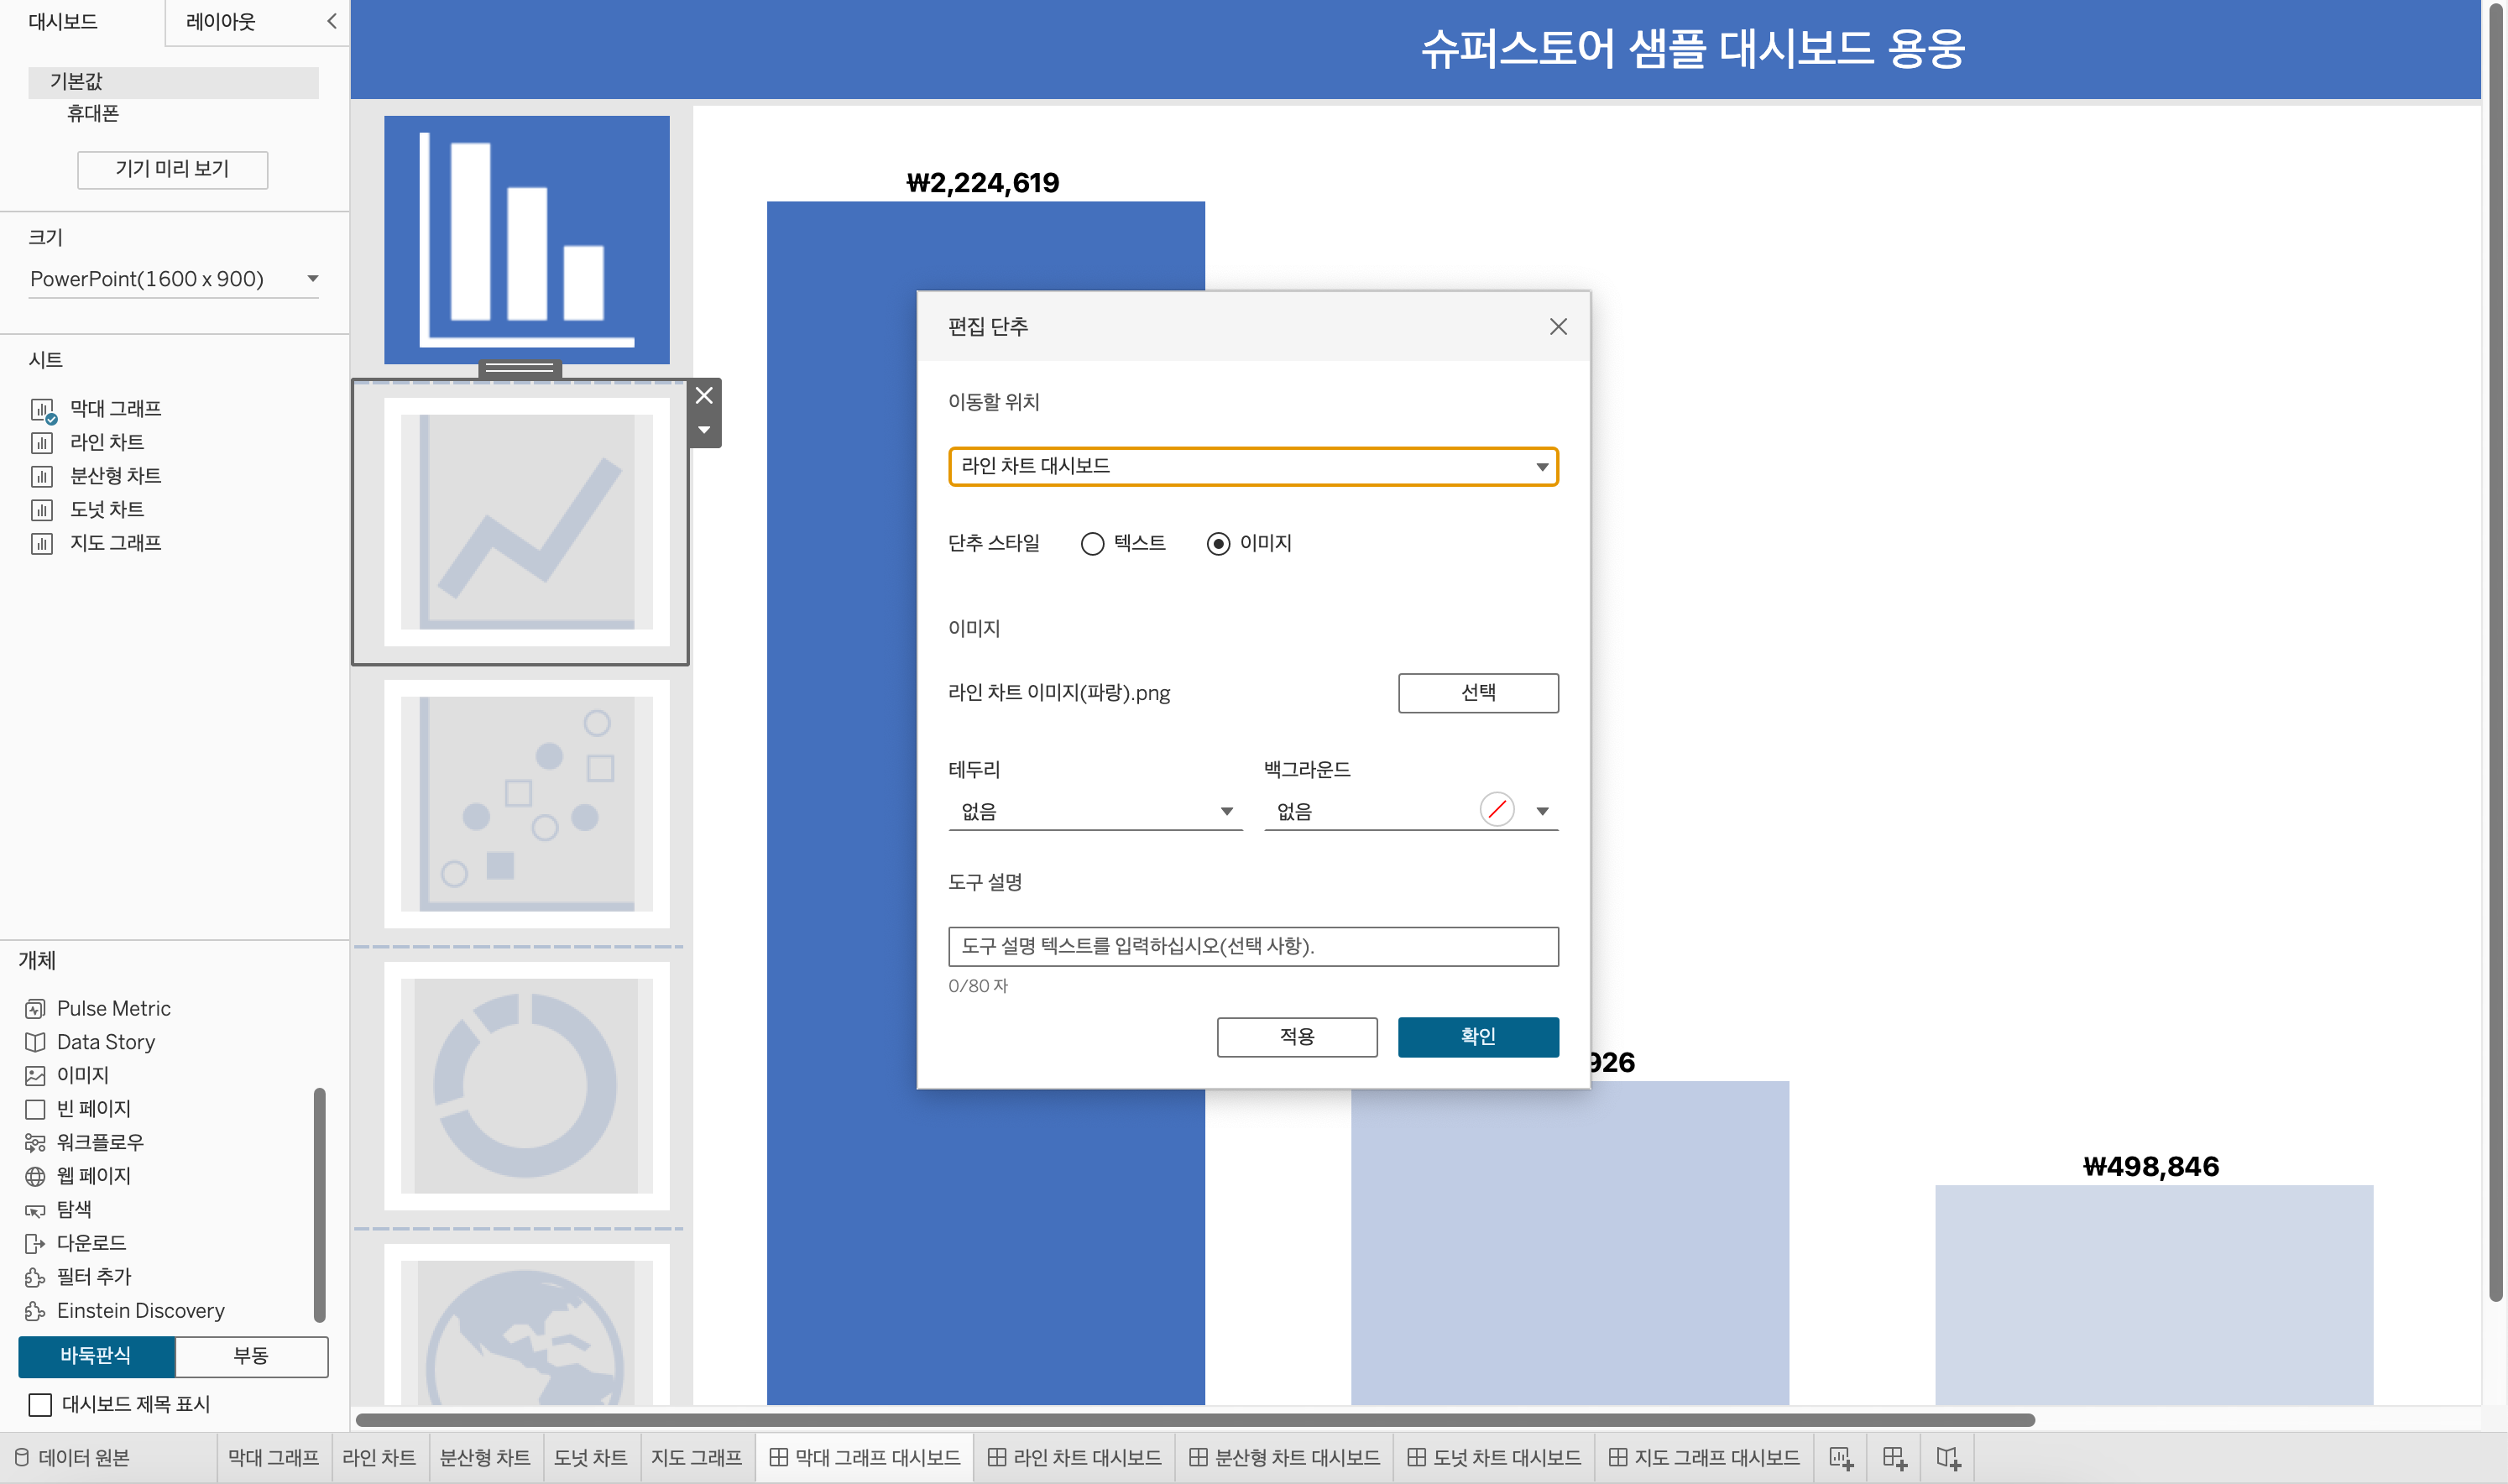 대시보드
레이아웃
기본값
휴대폰
기기 미리 보기
크기
PowerPoint(1600 x 900)
시트
막대 그래프
라인 차트
분산형 차트
도넛 차트
지도 그래프
개체
Pulse Metric
Data Story
이미지
빈 페이지
워크플로우
웹 페이지
탐색
다운로드
필터 추가
Einstein Discovery
바둑판식
부동
대시보드 제목 표시
슈퍼스토어 샘플 대시보드 용웅
₩2,224,619
편집 단추
이동할 위치
라인 차트 대시보드
단추 스타일 텍스트 이미지
이미지
라인 차트 이미지(파랑).png 선택
테두리 백그라운드
없음 없음
도구 설명
도구 설명 텍스트를 입력하십시오(선택 사항).
0/80 자
적용 확인
926
₩498,846
데이터 원본 막대 그래프 라인 차트 분산형 차트 도넛 차트 지도 그래프 막대 그래프 대시보드 라인 차트 대시보드 분산형 차트 대시보드 도넛 차트 대시보드 지도 그래프 대시보드